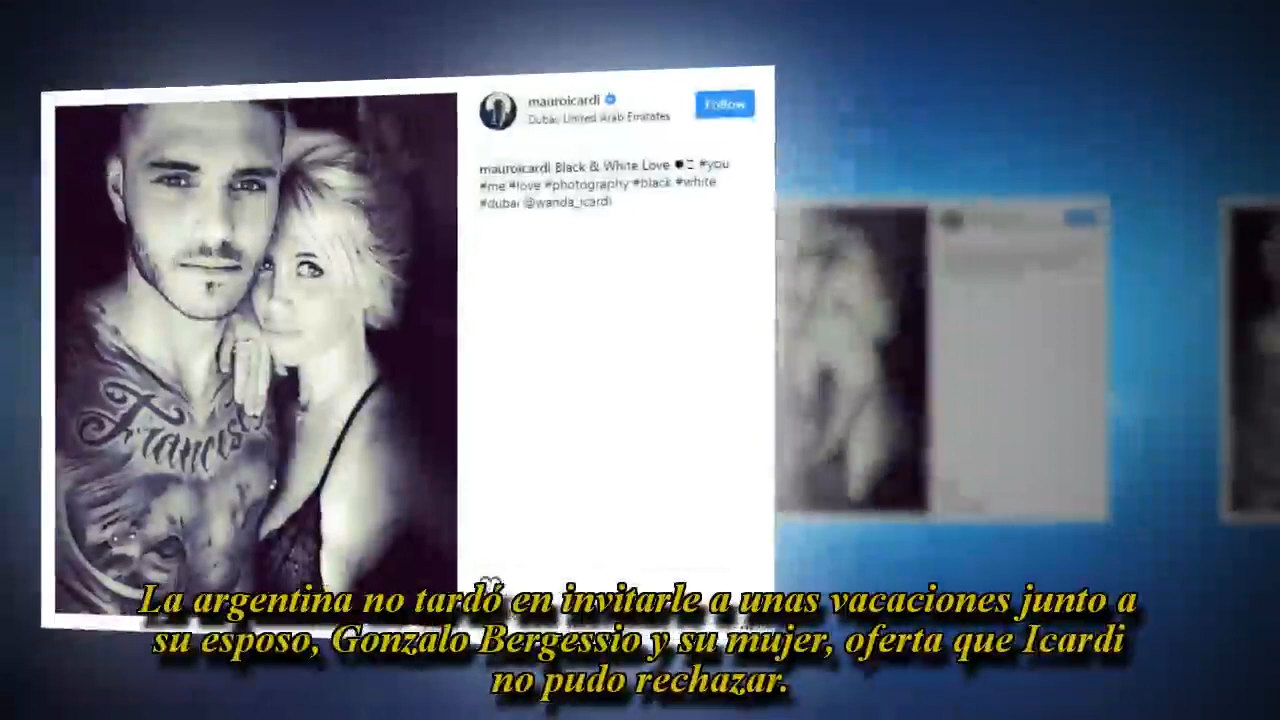 mauroicardi
Dubai, United Arab Emirates
Follow
mauroicardi Black & White Love #you
#me #love #photography #black #white
#dubai @wanda_icardi
Francesca
La argentina no tardó en invitarle a unas vacaciones junto a
su esposo, Gonzalo Bergessio y su mujer, oferta que Icardi
no pudo rechazar.